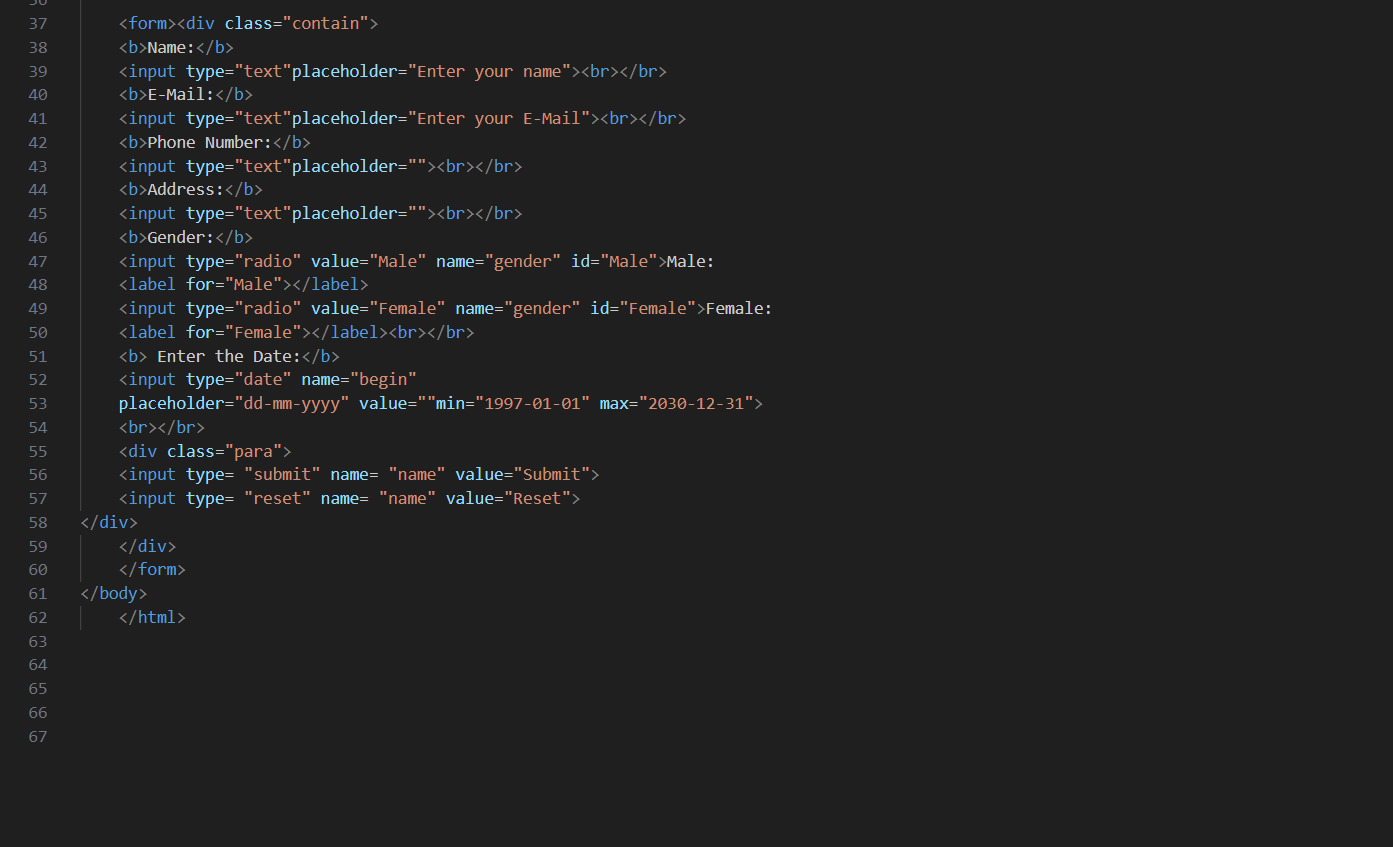 36
37 <form><div class="contain">
38 <b>Name:</b>
39 <input type="text"placeholder="Enter your name"><br></br>
40 <b>E-Mail:</b>
41 <input type="text"placeholder="Enter your E-Mail"><br></br>
42 <b>Phone Number:</b>
43 <input type="text"placeholder=""><br></br>
44 <b>Address:</b>
45 <input type="text"placeholder=""><br></br>
46 <b>Gender:</b>
47 <input type="radio" value="Male" name="gender" id="Male">Male:
48 <label for="Male"></label>
49 <input type="radio" value="Female" name="gender" id="Female">Female:
50 <label for="Female"></label><br></br>
51 <b> Enter the Date:</b>
52 <input type="date" name="begin"
53 placeholder="dd-mm-yyyy" value=""min="1997-01-01" max="2030-12-31">
54 <br></br>
55 <div class="para">
56 <input type= "submit" name= "name" value="Submit">
57 <input type= "reset" name= "name" value="Reset">
58 </div>
59 </div>
60 </form>
61 </body>
62 </html>
63
64
65
66
67